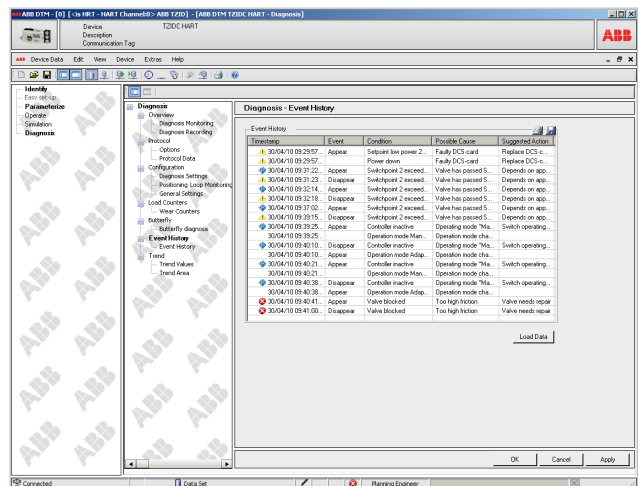 ABB DTM - [0] [ <is HRT - HART Channel:0> ABB TZID] - [ABB DTM TZIDC HART - Diagnosis]
Device TZIDC HART
Description
Communication Tag
ABB
ABB Device Data Edit View Device Extras Help
Identify
Easy set-up
Parameterize
Operate
Simulation
Diagnosis
Diagnosis
Overview
Diagnosis Monitoring
Diagnosis Recording
Protocol
Options
Protocol Data
Configuration
Diagnosis Settings
Positioning Loop Monitoring
General Settings
Load Counters
Wear Counters
Butterfly
Butterfly diagnosis
Event History
Event History
Trend
Trend Values
Trend Area
Diagnosis - Event History
Event History
Timestamp Event Condition Possible Cause Suggested Action
30/04/10 09:29:57... Appear Setpoint low power 2... Faulty DCS-card Replace DCS-c...
30/04/10 09:29:57... Power down Faulty DCS-card Replace DCS-c...
30/04/10 09:31:22... Appear Switchpoint 2 exceed... Valve has passed S... Depends on app...
30/04/10 09:31:23... Disappear Switchpoint 2 exceed... Valve has passed S... Depends on app...
30/04/10 09:32:14... Appear Switchpoint 2 exceed... Valve has passed S... Depends on app...
30/04/10 09:32:18... Disappear Switchpoint 2 exceed... Valve has passed S... Depends on app...
30/04/10 09:37:02... Appear Switchpoint 2 exceed... Valve has passed S... Depends on app...
30/04/10 09:39:15... Disappear Switchpoint 2 exceed... Valve has passed S... Depends on app...
30/04/10 09:39:25... Appear Controller inactive Operating mode "Ma... Switch operating...
30/04/10 09:39:25... Operation mode Man... Operation mode cha...
30/04/10 09:40:10... Disappear Controller inactive Operating mode "Ma... Switch operating...
30/04/10 09:40:10... Appear Operation mode Adap... Operation mode cha...
30/04/10 09:40:21... Appear Controller inactive Operating mode "Ma... Switch operating...
30/04/10 09:40:21... Operation mode Man... Operation mode cha...
30/04/10 09:40:38... Disappear Controller inactive Operating mode "Ma... Switch operating...
30/04/10 09:40:38... Appear Operation mode Adap... Operation mode cha...
30/04/10 09:40:41... Appear Valve blocked Too high friction Valve needs repair
30/04/10 09:41:00... Disappear Valve blocked Too high friction Valve needs repair
Load Data
OK Cancel Apply
Connected Data Set Planning Engineer